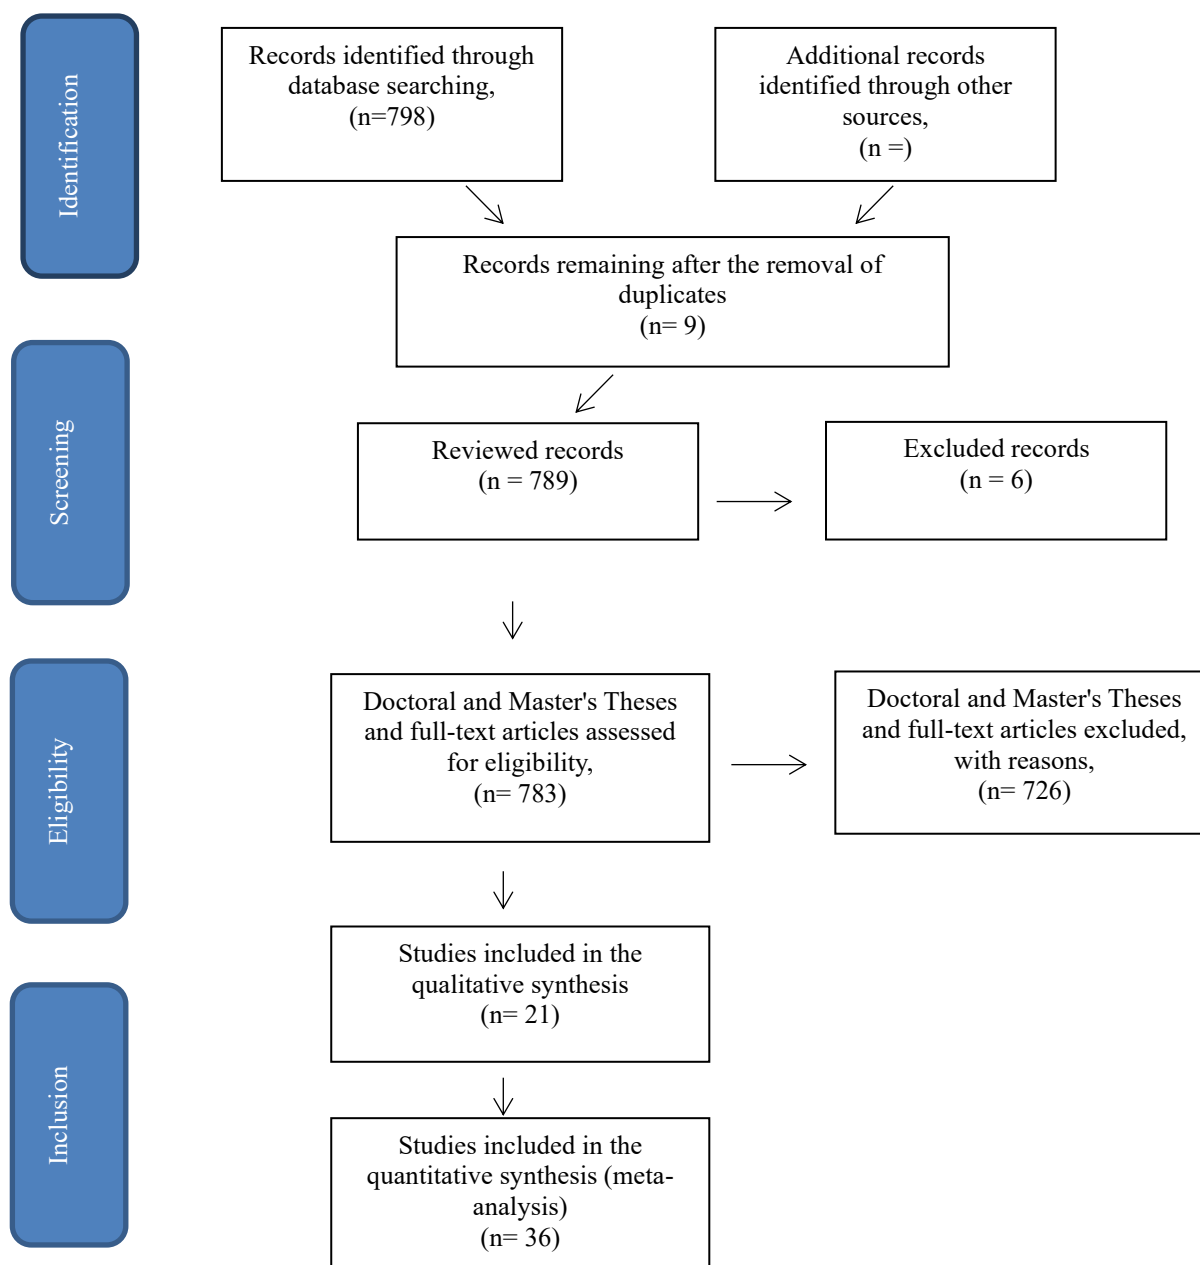 Identification
Records identified through
database searching,
(n=798)
Additional records
identified through other
sources,
(n =)
Records remaining after the removal of
duplicates
(n= 9)
Screening
Reviewed records
(n = 789)
Excluded records
(n = 6)
Eligibility
Doctoral and Master's Theses
and full-text articles assessed
for eligibility,
(n= 783)
Doctoral and Master's Theses
and full-text articles excluded,
with reasons,
(n= 726)
Studies included in the
qualitative synthesis
(n= 21)
Inclusion
Studies included in the
quantitative synthesis (meta-
analysis)
(n= 36)